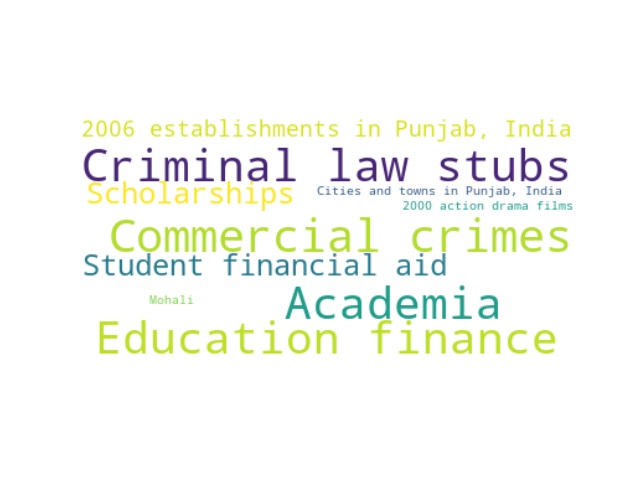 2006 establishments in Punjab, India
Criminal law stubs
Scholarships
Cities and towns in Punjab, India
2000 action drama films
Commercial crimes
Student financial aid
Mohali
Academia
Education finance